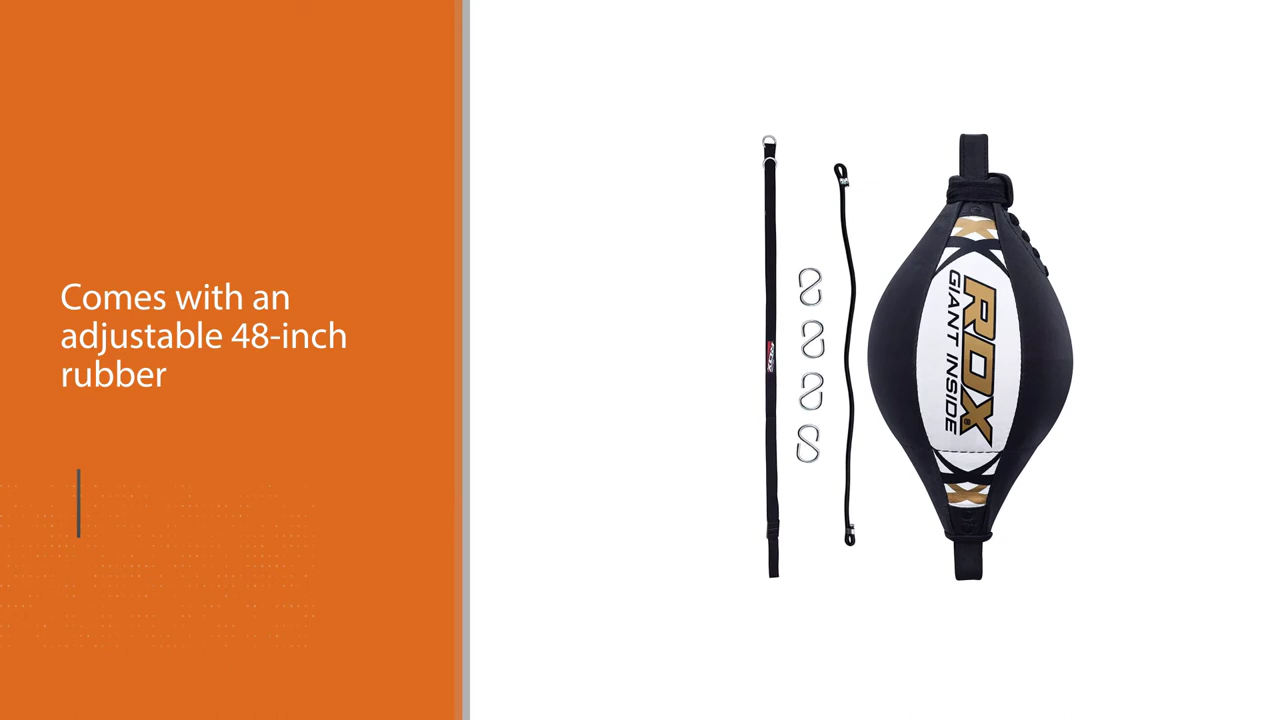 Comes with an
adjustable 48-inch
rubber
RDX
GIANT INSIDE